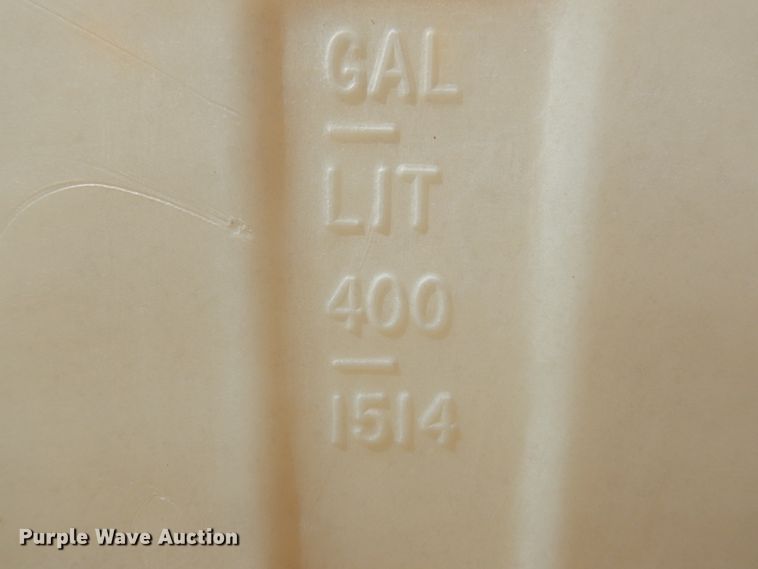 GAL
—
LIT
400
—
1514
Purple Wave Auction